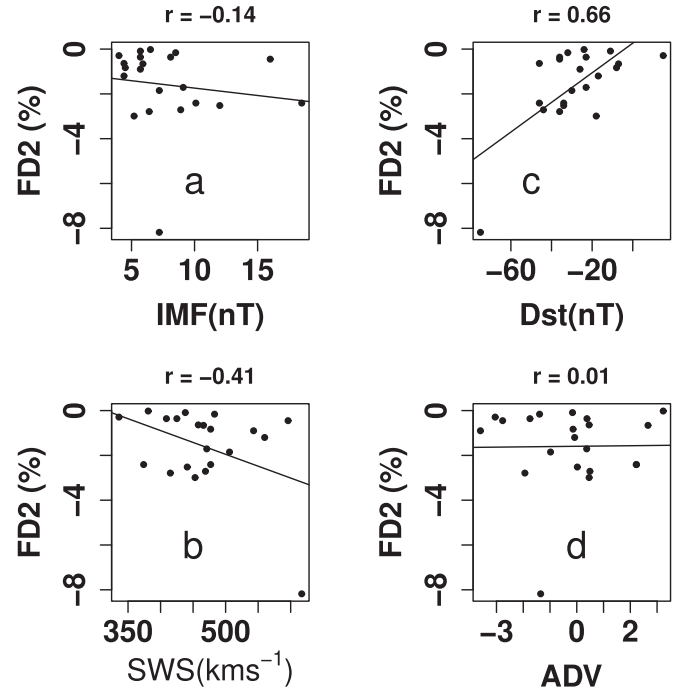 r = −0.14
FD2 (%)
0
−4
−8
a
5 10 15
IMF(nT)
r = 0.66
FD2 (%)
0
−4
−8
c
−60 −20
Dst(nT)
r = −0.41
FD2 (%)
0
−4
−8
b
350 500
SWS(kms⁻¹)
r = 0.01
FD2 (%)
0
−4
−8
d
−3 0 2
ADV